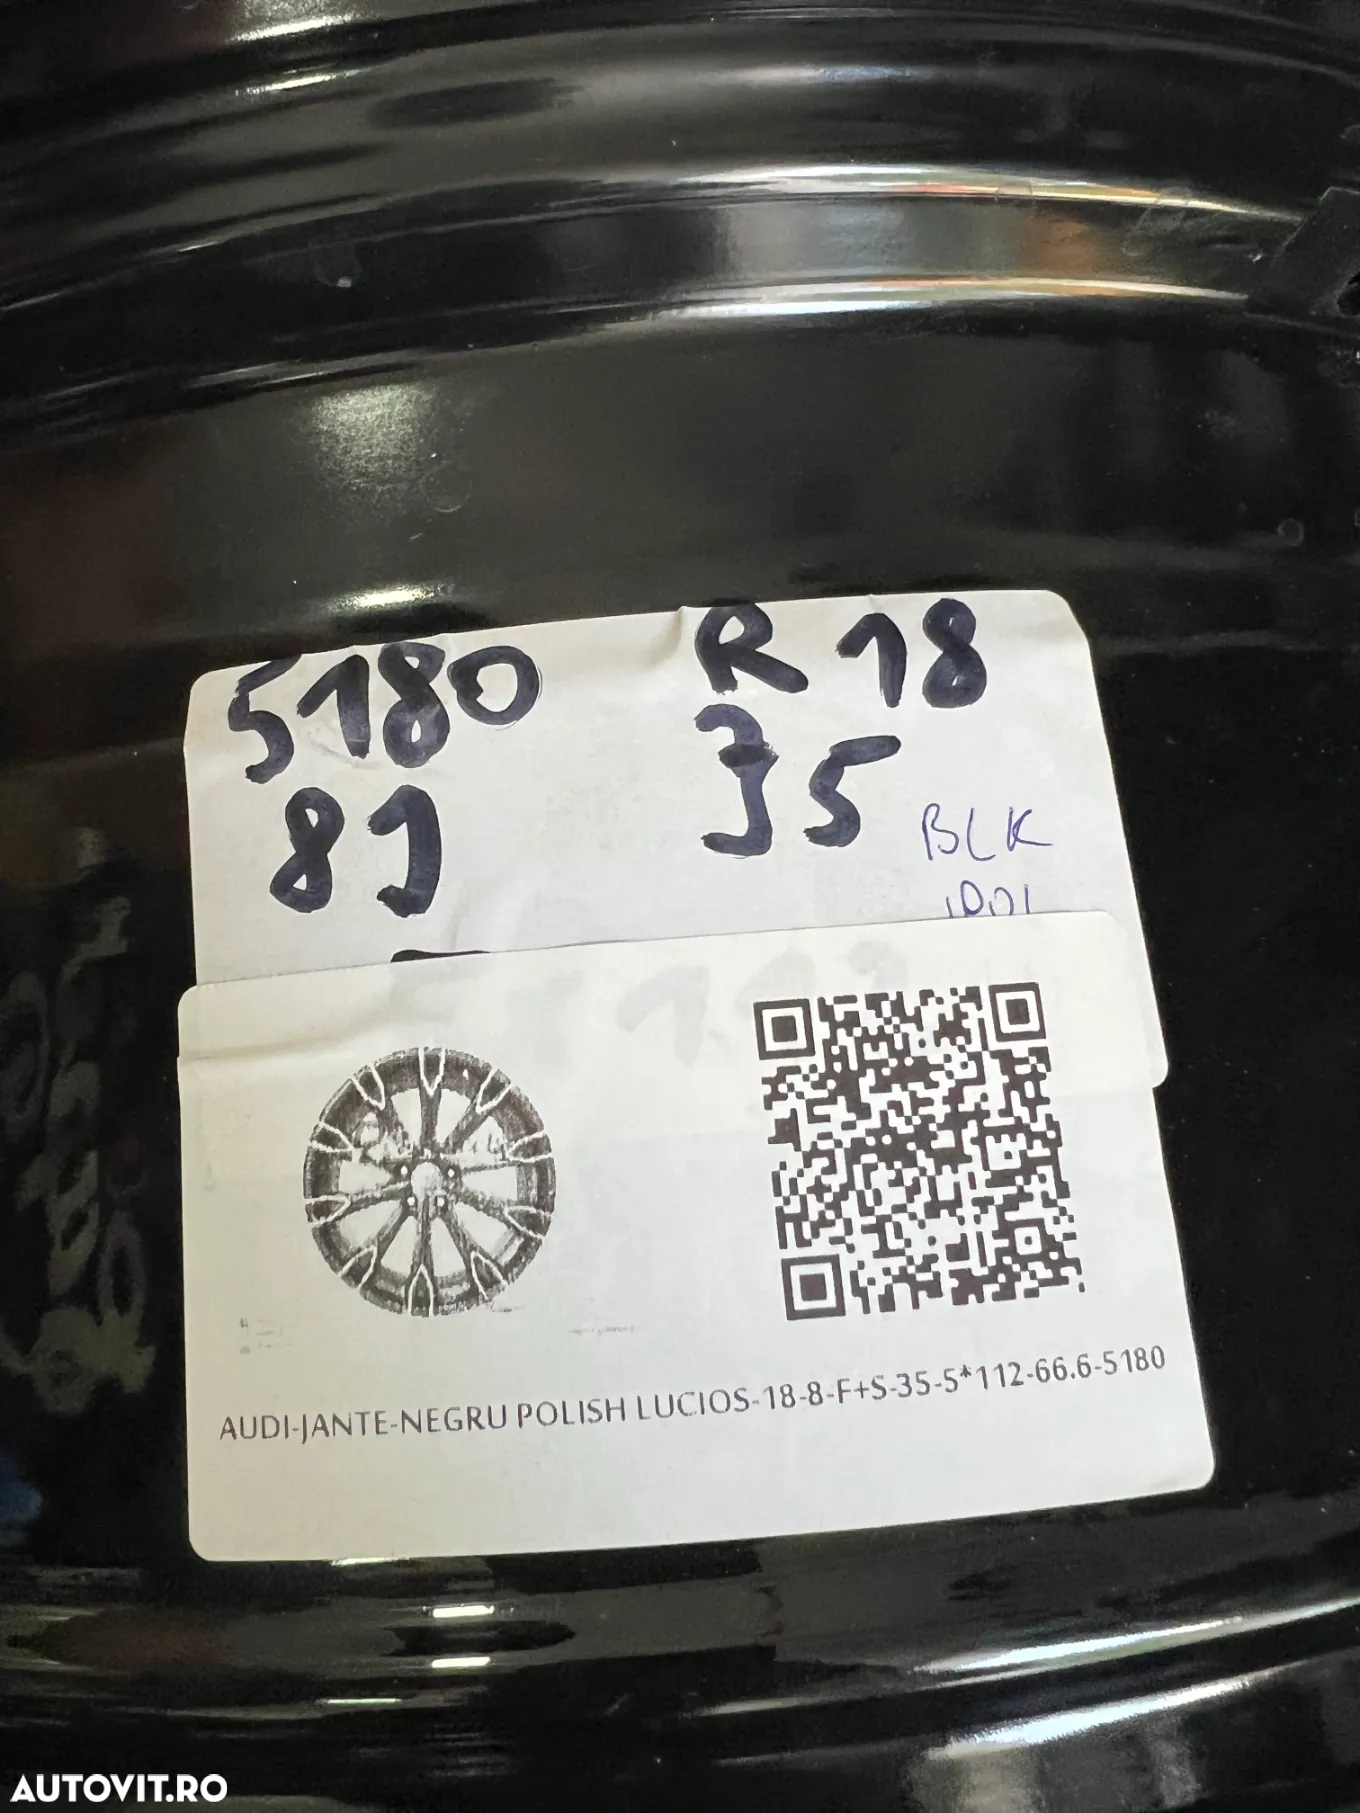 5180 R18
8J 35
BLK
AUDI-JANTE-NEGRU POLISH LUCIOS-18-8-F+S-35-5*112-66.6-5180
AUTOVIT.RO